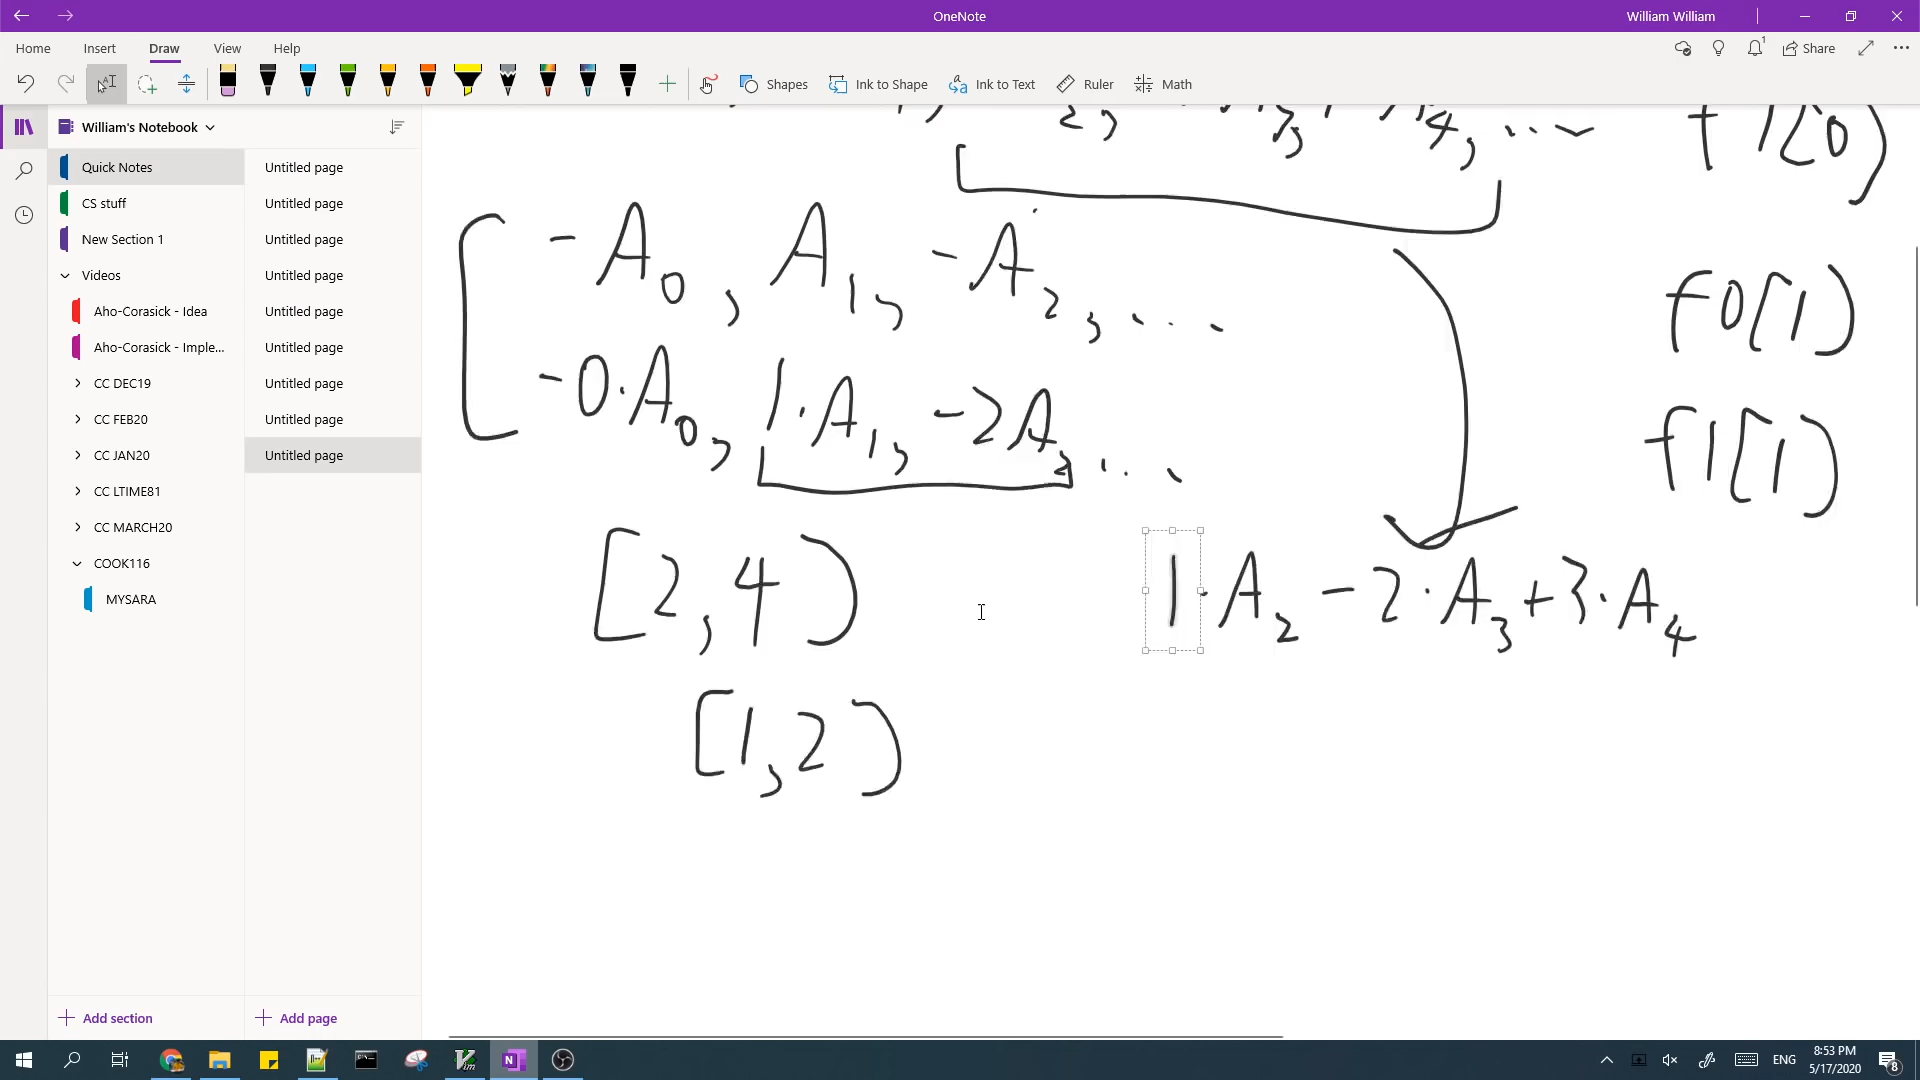 OneNote
William William
Home Insert Draw View Help
Share
Shapes Ink to Shape Ink to Text Ruler Math
William's Notebook
Quick Notes
CS stuff
New Section 1
Videos
Aho-Corasick - Idea
Aho-Corasick - Imple...
CC DEC19
CC FEB20
CC JAN20
CC LTIME81
CC MARCH20
COOK116
MYSARA
Untitled page
Untitled page
Untitled page
Untitled page
Untitled page
Untitled page
Untitled page
Untitled page
Untitled page
f1(0)
-A0, A1, -A2, ...
f0(1)
-0·A0, 1·A1, -2A2 ...
f1(1)
[2,4)
1·A2 -2·A3+3·A4
[1,2)
Add section
Add page
ENG
8:53 PM
5/17/2020
8